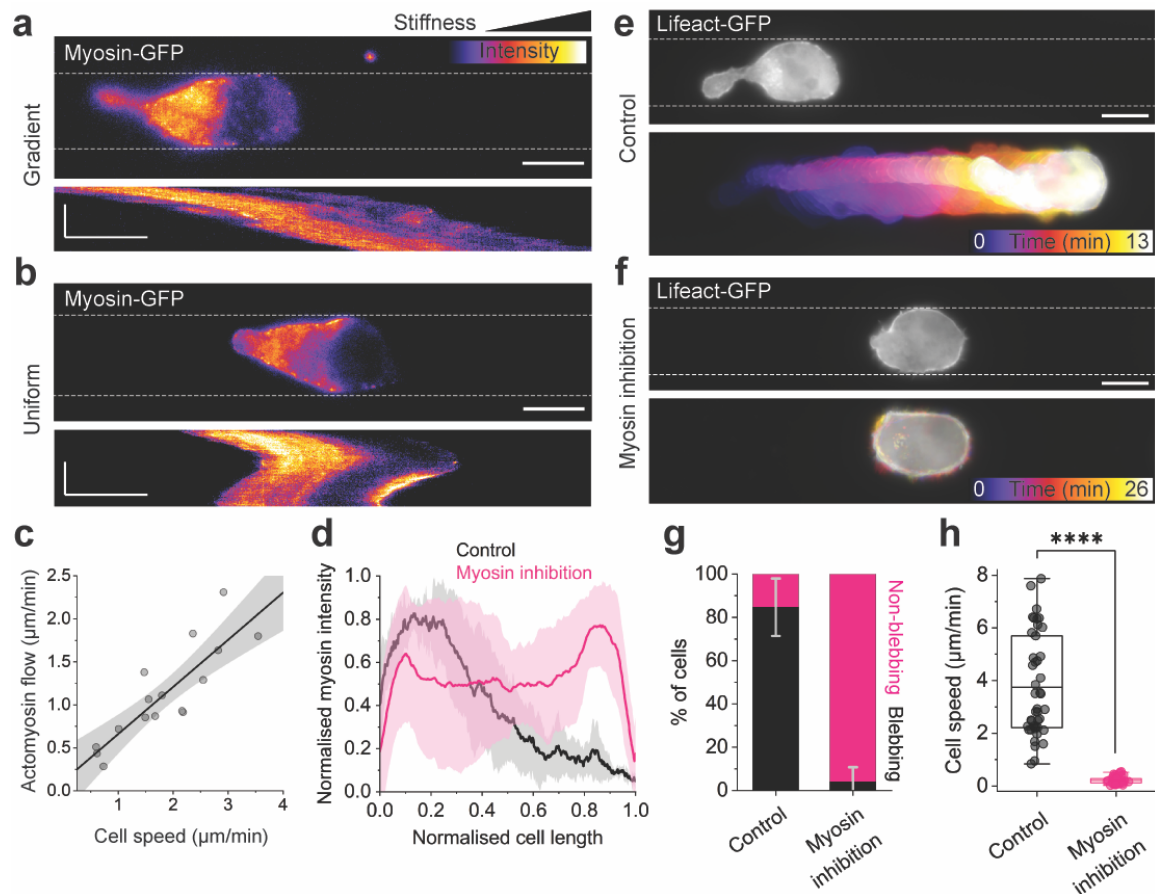 a
Stiffness
Myosin-GFP
Intensity
Gradient
b
Myosin-GFP
Uniform
e
Lifeact-GFP
Control
0 Time (min) 13
f
Lifeact-GFP
Myosin inhibition
0 Time (min) 26
c
Actomyosin flow (μm/min)
2.5
2.0
1.5
1.0
0.5
0.0
1 2 3 4
Cell speed (μm/min)
d
Control
Myosin inhibition
Normalised myosin intensity
1.0
0.8
0.6
0.4
0.2
0.0
0.0 0.2 0.4 0.6 0.8 1.0
Normalised cell length
g
% of cells
100
80
60
40
20
0
Control
Myosin
inhibition
Non-blebbing
Blebbing
h
****
Cell speed (μm/min)
8
6
4
2
0
Control
Myosin
inhibition